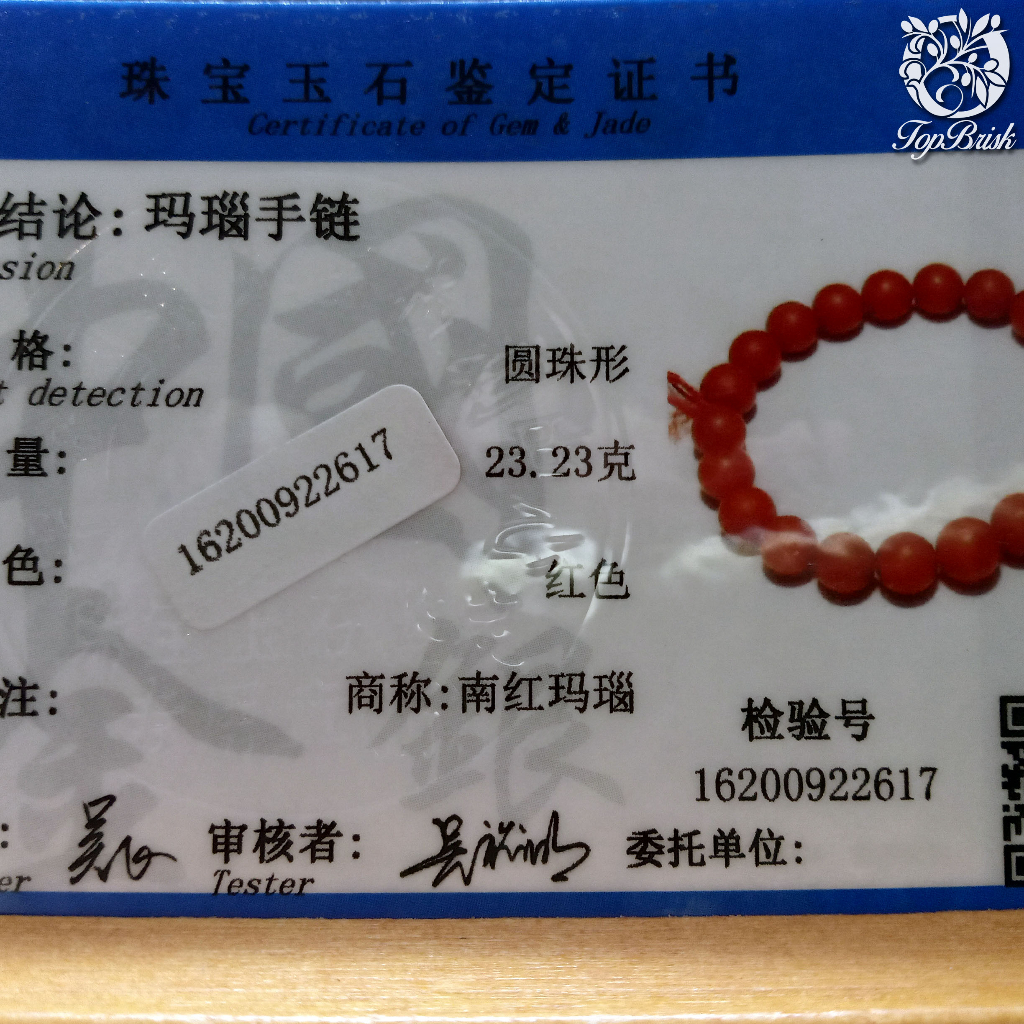 珠宝玉石鉴定证书
Certificate of Gem & Jade
TopBrisk
结论: 玛瑙手链
sion
格: 圆珠形
t detection
量: 23.23克
16200922617
色: 红色
注: 商称:南红玛瑙
检验号
16200922617
: 审核者: 委托单位:
er Tester